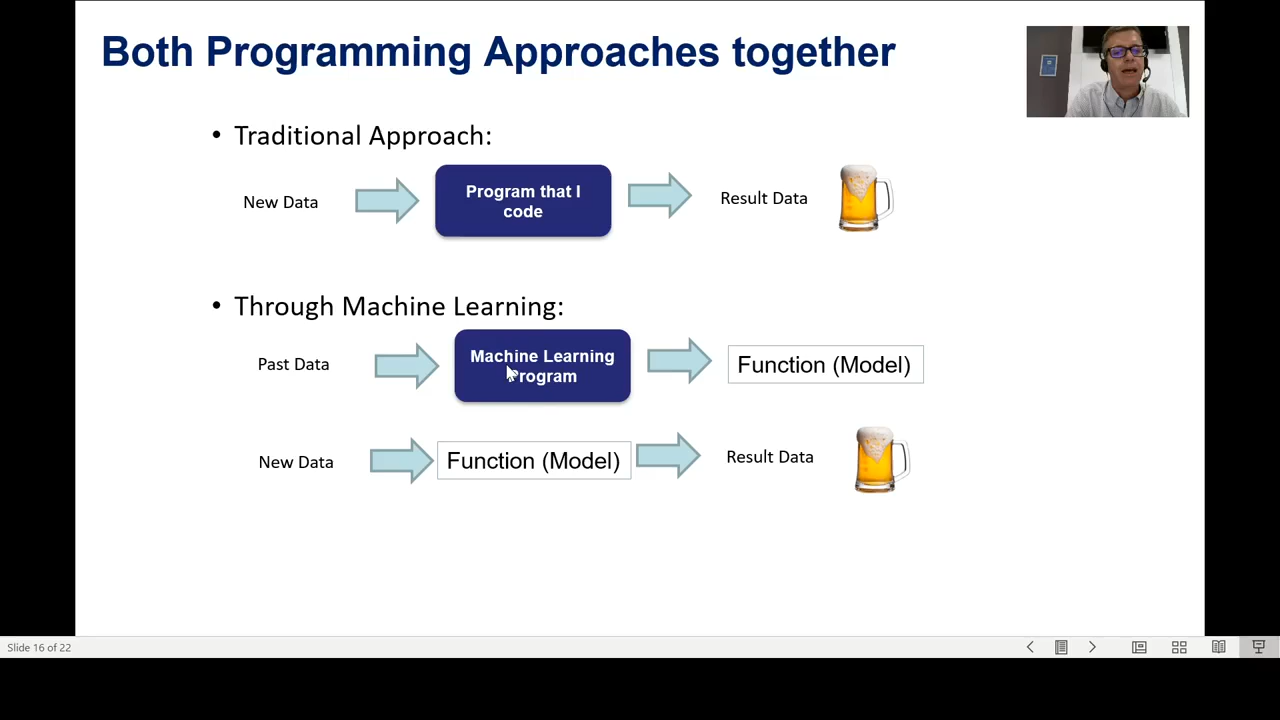 Both Programming Approaches together
• Traditional Approach:
New Data
Program that I
code
Result Data
• Through Machine Learning:
Past Data
Machine Learning
Program
Function (Model)
New Data
Function (Model)
Result Data
Slide 16 of 22